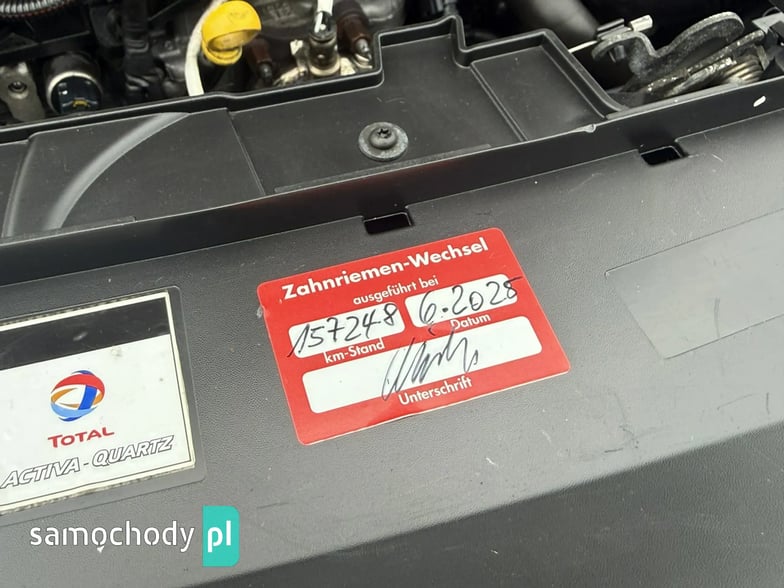 Zahnriemen-Wechsel
ausgeführt bei
157248 6.2025
km-Stand Datum
Unterschrift
TOTAL
ACTIVA-QUARTZ
samochody pl